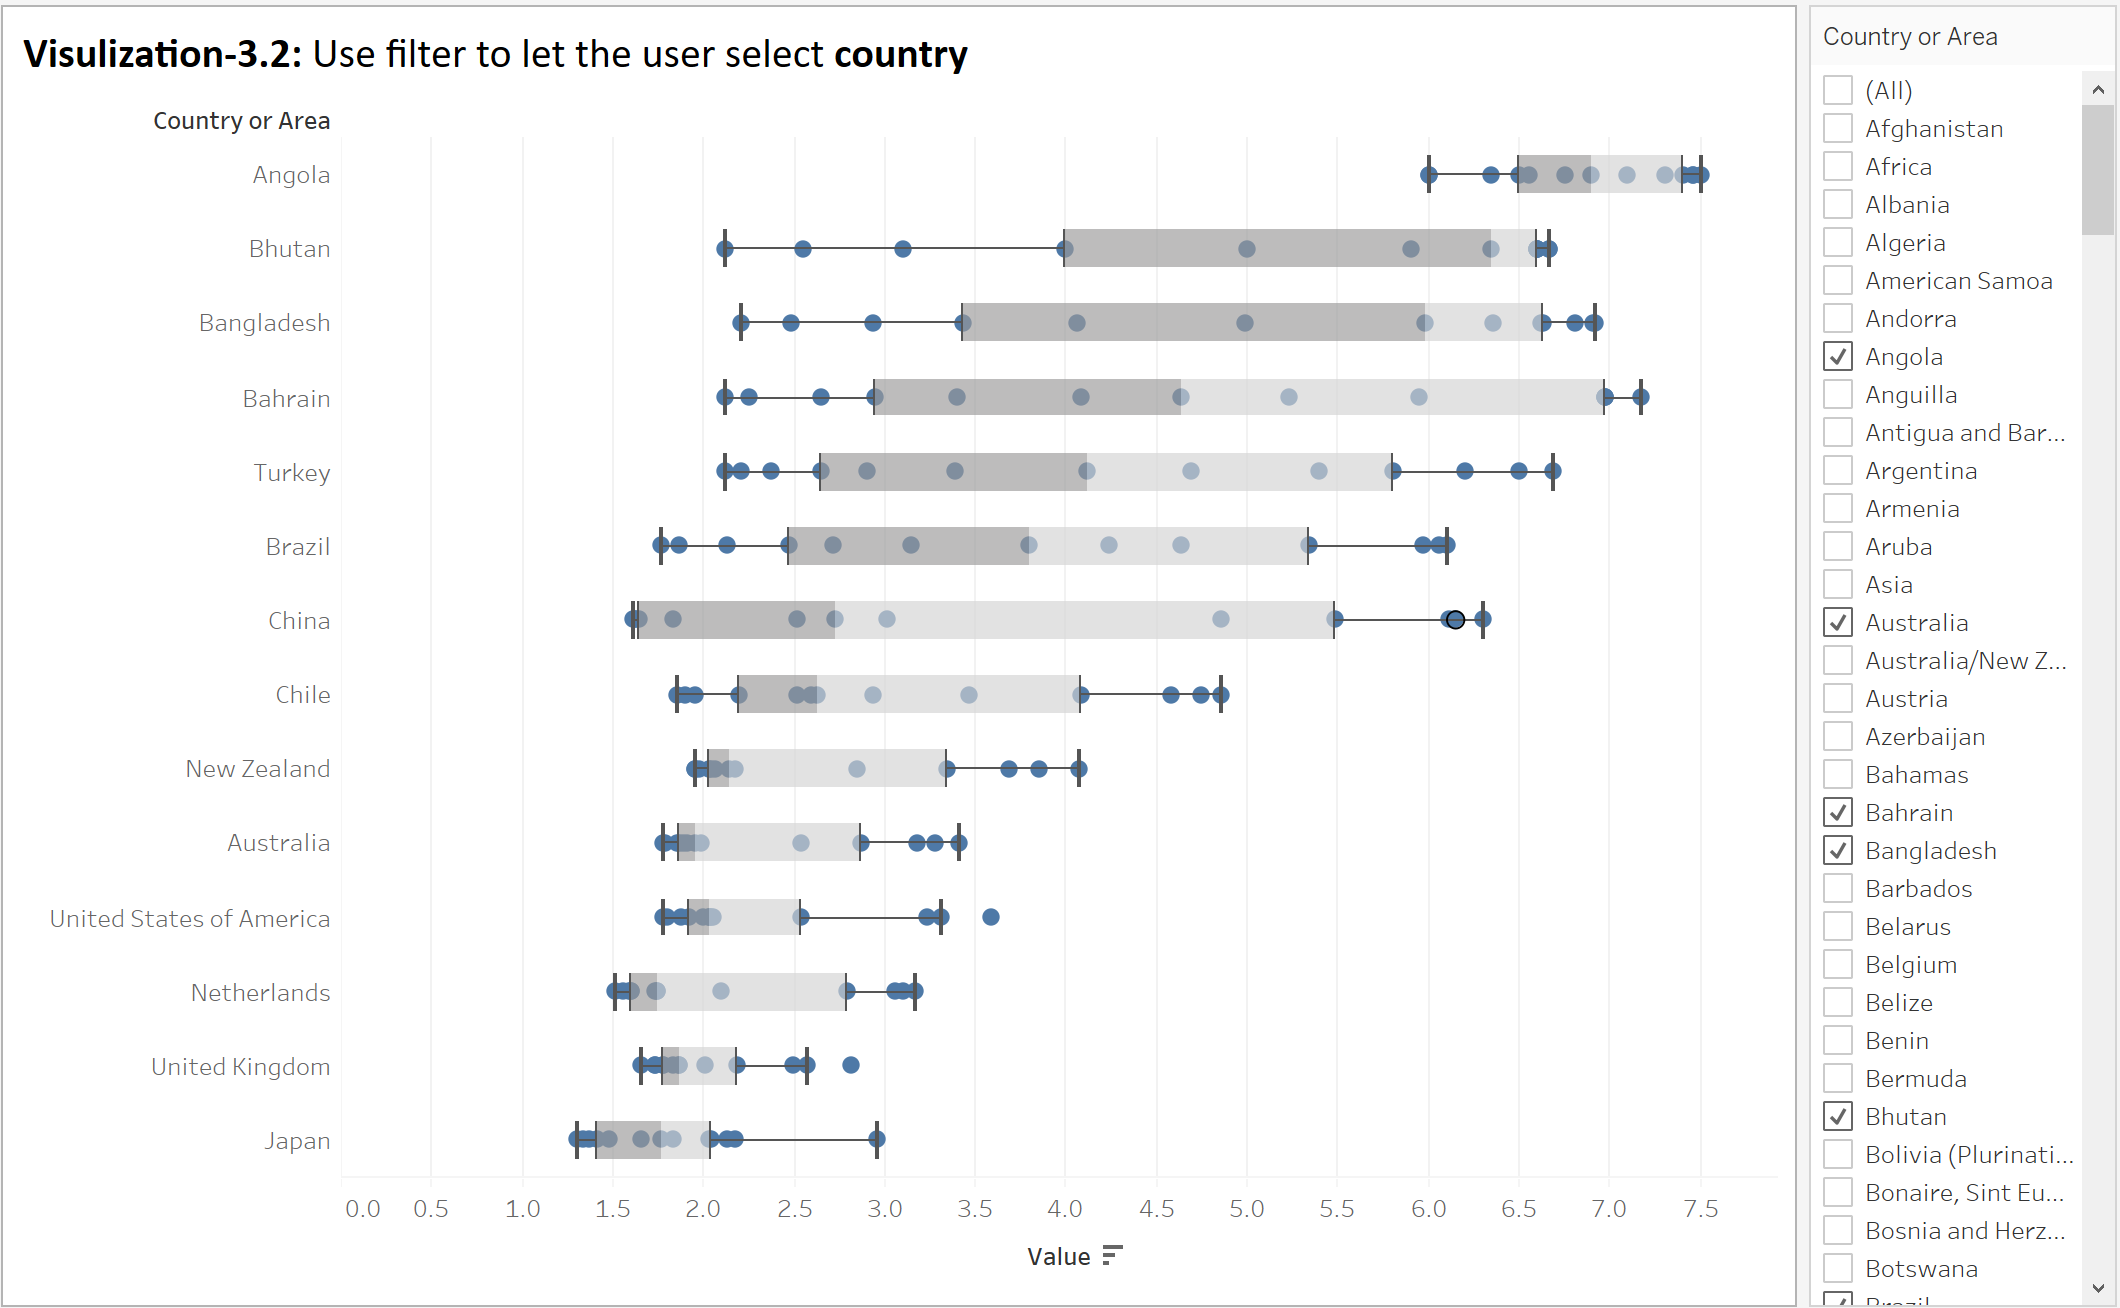 Visulization-3.2: Use filter to let the user select country
Country or Area
Angola
Bhutan
Bangladesh
Bahrain
Turkey
Brazil
China
Chile
New Zealand
Australia
United States of America
Netherlands
United Kingdom
Japan
0.0 0.5 1.0 1.5 2.0 2.5 3.0 3.5 4.0 4.5 5.0 5.5 6.0 6.5 7.0 7.5
Value
Country or Area
(All)
Afghanistan
Africa
Albania
Algeria
American Samoa
Andorra
Angola
Anguilla
Antigua and Bar...
Argentina
Armenia
Aruba
Asia
Australia
Australia/New Z...
Austria
Azerbaijan
Bahamas
Bahrain
Bangladesh
Barbados
Belarus
Belgium
Belize
Benin
Bermuda
Bhutan
Bolivia (Plurinati...
Bonaire, Sint Eu...
Bosnia and Herz...
Botswana
Brazil